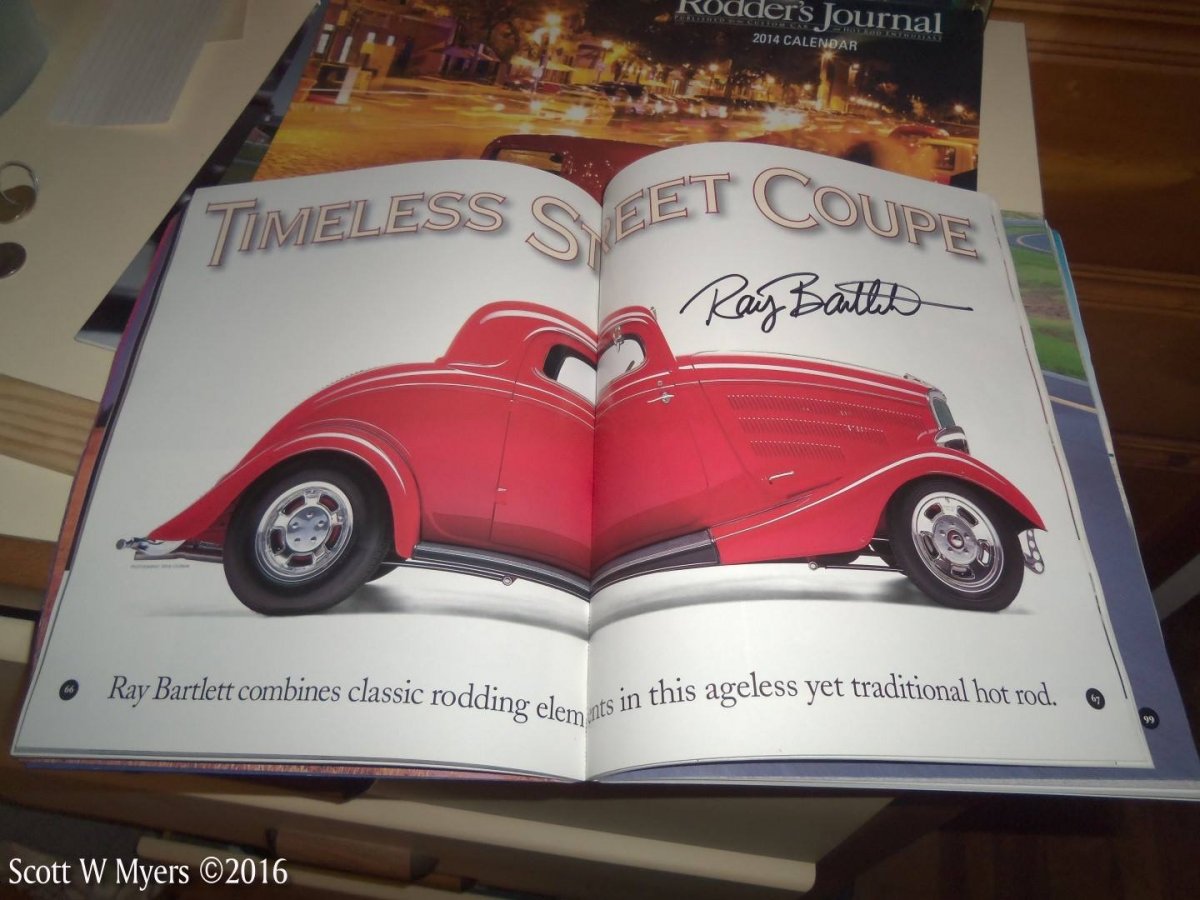 Rodder's Journal
2014 CALENDAR
TIMELESS STREET COUPE
Ray Bartlett
66 Ray Bartlett combines classic rodding elements in this ageless yet traditional hot rod. 67
99
Scott W Myers ©2016